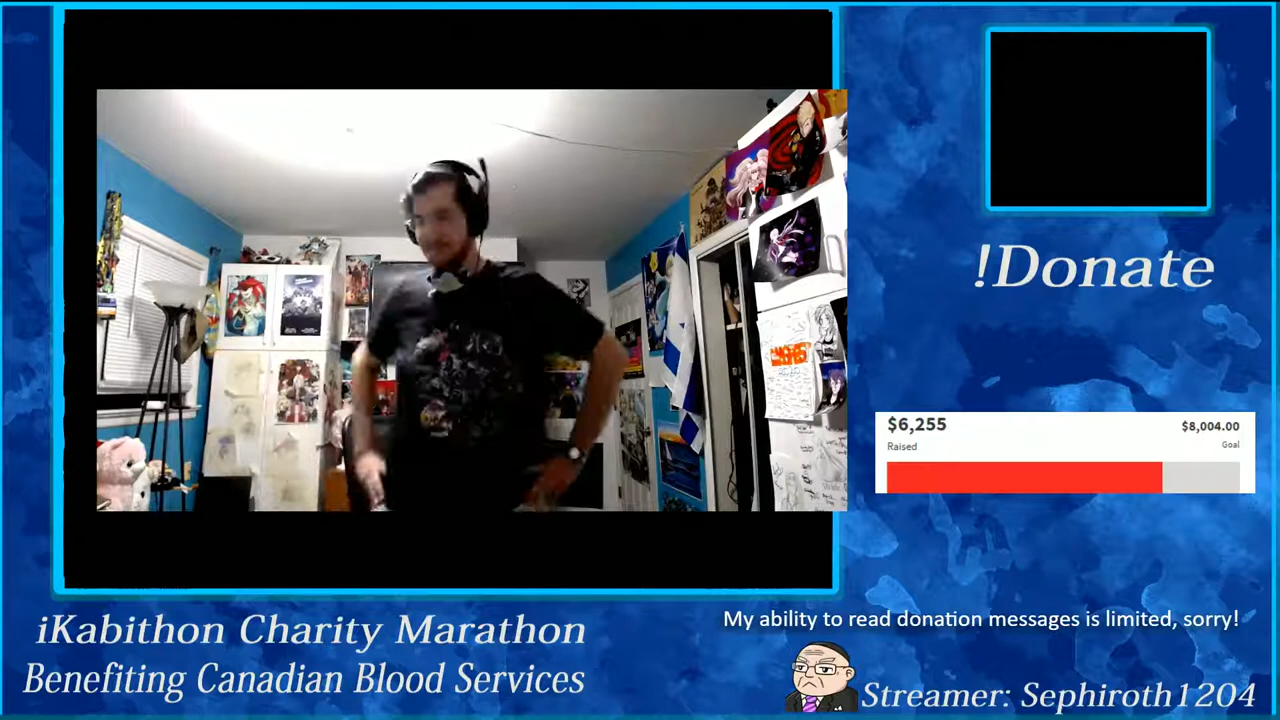 !Donate
$6,255
$8,004.00
Raised
Goal
iKabithon Charity Marathon
Benefiting Canadian Blood Services
My ability to read donation messages is limited, sorry!
Streamer: Sephiroth1204